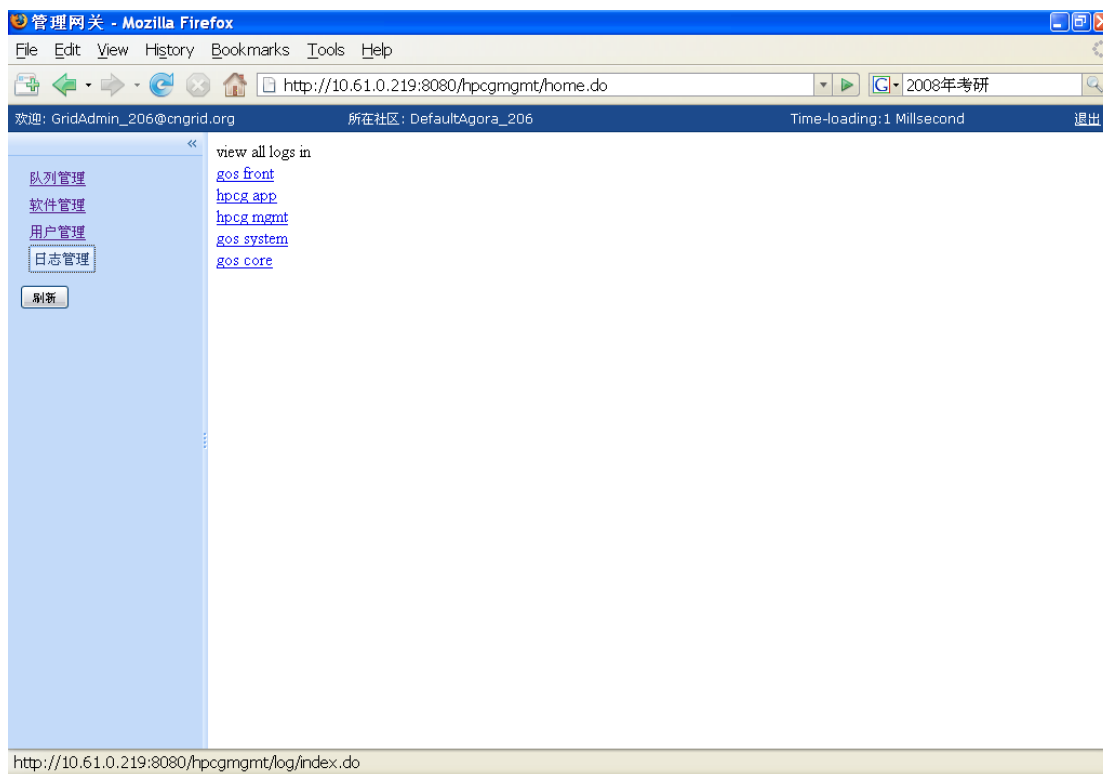 管理网关 - Mozilla Firefox
File Edit View History Bookmarks Tools Help
http://10.61.0.219:8080/hpcgmgmt/home.do
G 2008年考研
欢迎: GridAdmin_206@cngrid.org 所在社区: DefaultAgora_206 Time-loading:1 Millsecond 退出
«
队列管理
软件管理
用户管理
日志管理
刷新
view all logs in
gos front
hpcg app
hpcg mgmt
gos system
gos core
http://10.61.0.219:8080/hpcgmgmt/log/index.do